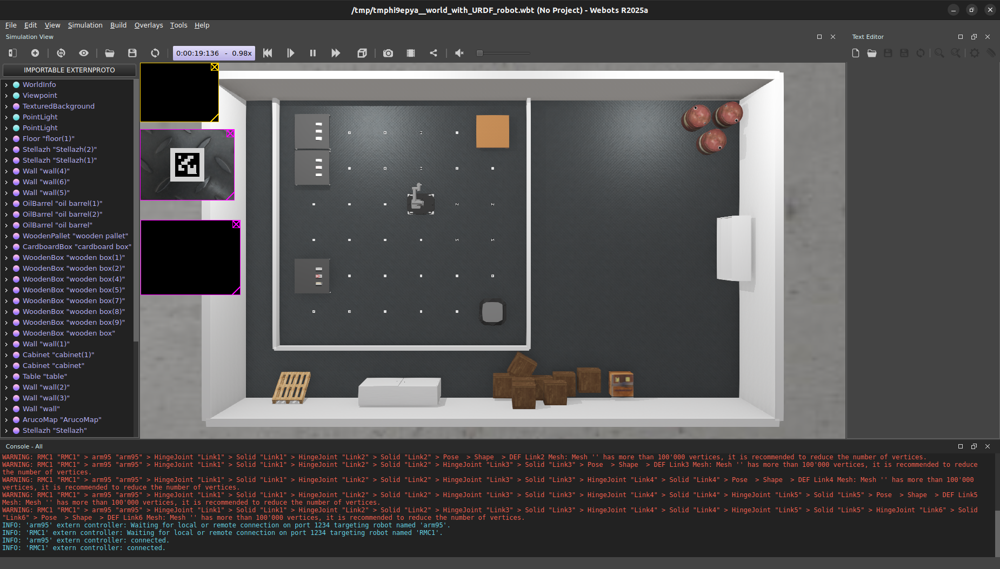 /tmp/tmphi9epya__world_with_URDF_robot.wbt (No Project) - Webots R2025a
File Edit View Simulation Build Overlays Tools Help
Simulation View
Text Editor
0:00:19:136 - 0.98x
IMPORTABLE EXTERNPROTO
WorldInfo
Viewpoint
TexturedBackground
PointLight
PointLight
Floor "floor(1)"
Stellazh "Stellazh(2)"
Stellazh "Stellazh(1)"
Wall "wall(4)"
Wall "wall(6)"
Wall "wall(5)"
OilBarrel "oil barrel(1)"
OilBarrel "oil barrel(2)"
OilBarrel "oil barrel"
WoodenPallet "wooden pallet"
CardboardBox "cardboard box"
WoodenBox "wooden box(1)"
WoodenBox "wooden box(2)"
WoodenBox "wooden box(4)"
WoodenBox "wooden box(5)"
WoodenBox "wooden box(7)"
WoodenBox "wooden box(8)"
WoodenBox "wooden box(9)"
WoodenBox "wooden box"
Wall "wall(1)"
Cabinet "cabinet(1)"
Cabinet "cabinet"
Table "table"
Wall "wall(2)"
Wall "wall(3)"
Wall "wall"
ArucoMap "ArucoMap"
Stellazh "Stellazh"
Console - All
WARNING: RMC1 "RMC1" > arm95 "arm95" > HingeJoint "Link1" > Solid "Link1" > HingeJoint "Link2" > Solid "Link2" > Pose  > Shape  > DEF Link2 Mesh: Mesh '' has more than 100'000 vertices, it is recommended to reduce the number of vertices.
WARNING: RMC1 "RMC1" > arm95 "arm95" > HingeJoint "Link1" > Solid "Link1" > HingeJoint "Link2" > Solid "Link2" > HingeJoint "Link3" > Solid "Link3" > Pose  > Shape  > DEF Link3 Mesh: Mesh '' has more than 100'000 vertices, it is recommended to reduce
the number of vertices.
WARNING: RMC1 "RMC1" > arm95 "arm95" > HingeJoint "Link1" > Solid "Link1" > HingeJoint "Link2" > Solid "Link2" > HingeJoint "Link3" > Solid "Link3" > HingeJoint "Link4" > Solid "Link4" > Pose  > Shape  > DEF Link4 Mesh: Mesh '' has more than 100'000
vertices, it is recommended to reduce the number of vertices.
WARNING: RMC1 "RMC1" > arm95 "arm95" > HingeJoint "Link1" > Solid "Link1" > HingeJoint "Link2" > Solid "Link2" > HingeJoint "Link3" > Solid "Link3" > HingeJoint "Link4" > Solid "Link4" > HingeJoint "Link5" > Solid "Link5" > Pose  > Shape  > DEF Link5
Mesh: Mesh '' has more than 100'000 vertices, it is recommended to reduce the number of vertices.
WARNING: RMC1 "RMC1" > arm95 "arm95" > HingeJoint "Link1" > Solid "Link1" > HingeJoint "Link2" > Solid "Link2" > HingeJoint "Link3" > Solid "Link3" > HingeJoint "Link4" > Solid "Link4" > HingeJoint "Link5" > Solid "Link5" > HingeJoint "Link6" > Solid
"Link6" > Pose  > Shape  > DEF Link6 Mesh: Mesh '' has more than 100'000 vertices, it is recommended to reduce the number of vertices.
INFO: 'arm95' extern controller: Waiting for local or remote connection on port 1234 targeting robot named 'arm95'.
INFO: 'RMC1' extern controller: Waiting for local or remote connection on port 1234 targeting robot named 'RMC1'.
INFO: 'arm95' extern controller: connected.
INFO: 'RMC1' extern controller: connected.